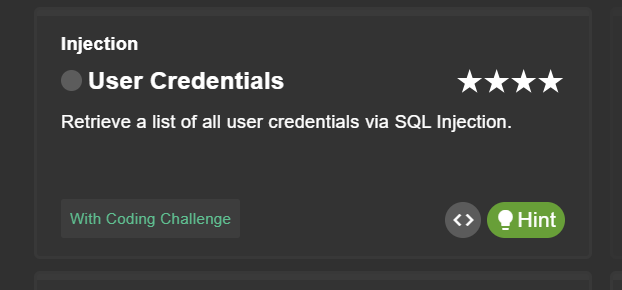 Injection
User Credentials
Retrieve a list of all user credentials via SQL Injection.
With Coding Challenge
<> Hint